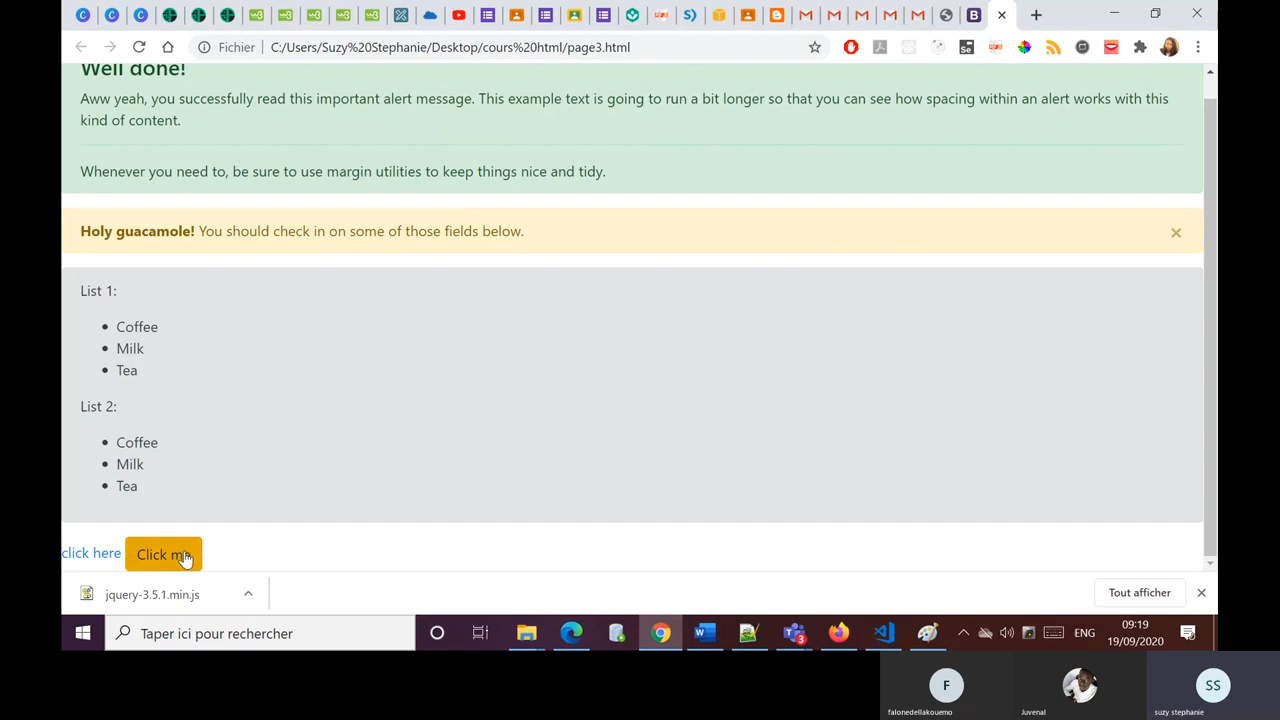 Fichier C:/Users/Suzy%20Stephanie/Desktop/cours%20html/page3.html
Well done!
Aww yeah, you successfully read this important alert message. This example text is going to run a bit longer so that you can see how spacing within an alert works with this
kind of content.
Whenever you need to, be sure to use margin utilities to keep things nice and tidy.
Holy guacamole! You should check in on some of those fields below.
List 1:
Coffee
Milk
Tea
List 2:
Coffee
Milk
Tea
click here Click me
jquery-3.5.1.min.js
Tout afficher
Taper ici pour rechercher
ENG
09:19
19/09/2020
F
SS
falonedellakouemo
Juvenal
suzy stephanie